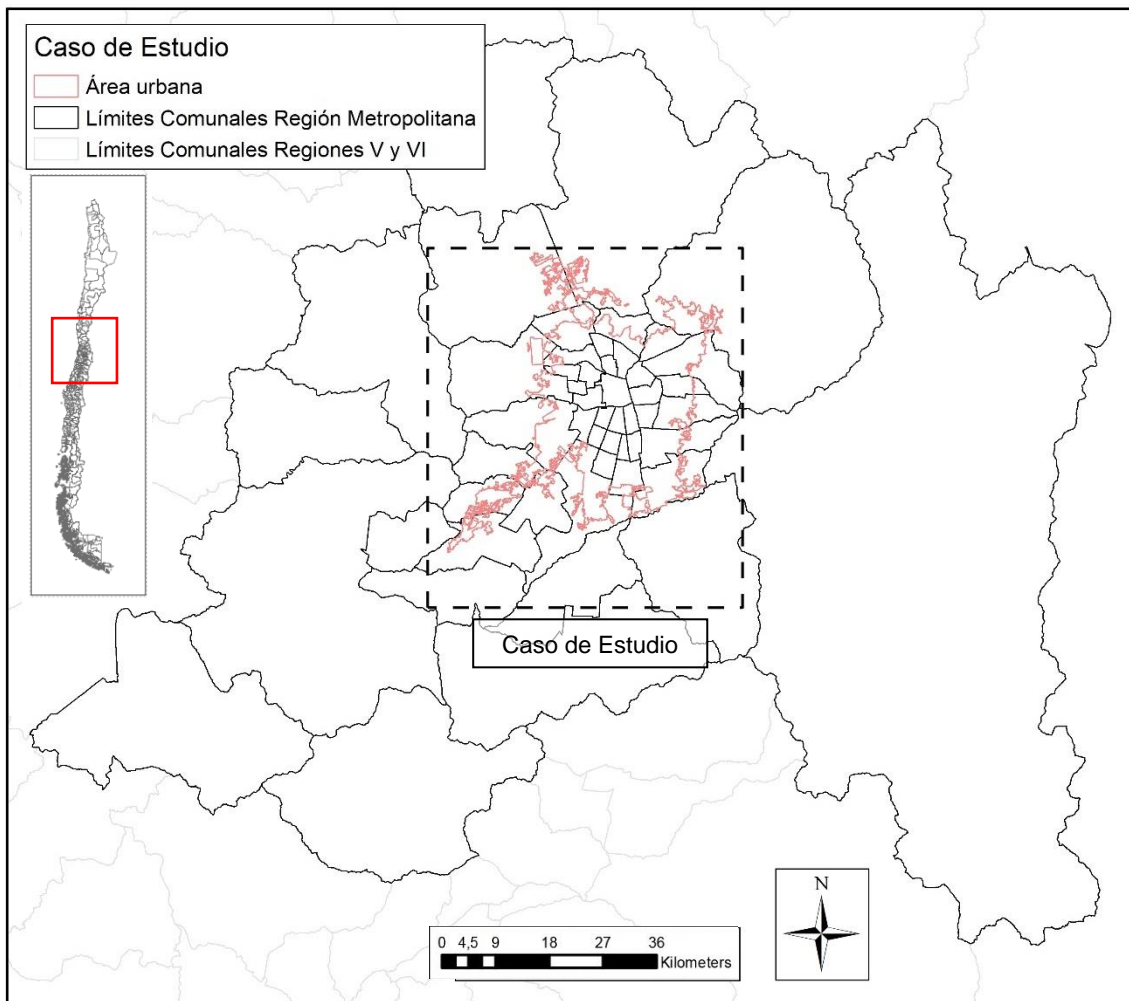 Caso de Estudio
Área urbana
Límites Comunales Región Metropolitana
Límites Comunales Regiones V y VI
Caso de Estudio
N
0 4,5 9 18 27 36
Kilometers